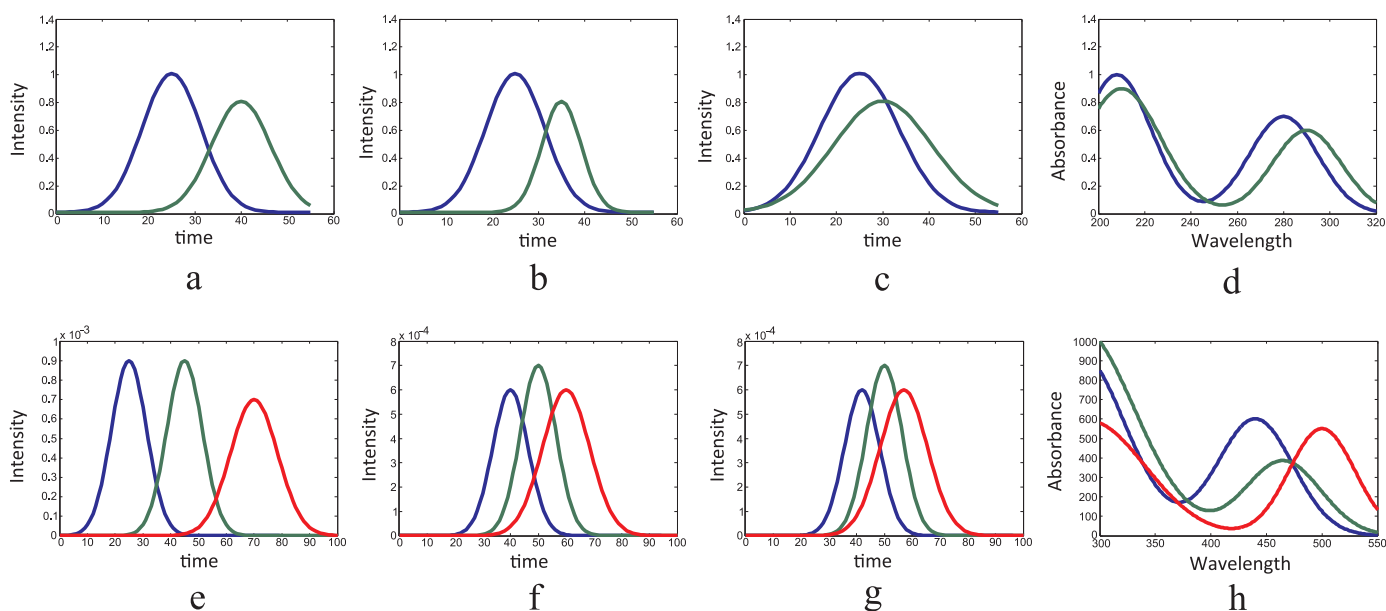 1.4
1.2
1
0.8
0.6
0.4
0.2
0
0 10 20 30 40 50 60
Intensity
time
a
1.4
1.2
1
0.8
0.6
0.4
0.2
0
0 10 20 30 40 50 60
Intensity
time
b
1.4
1.2
1
0.8
0.6
0.4
0.2
0
0 10 20 30 40 50 60
Intensity
time
c
1.4
1.2
1
0.8
0.6
0.4
0.2
0
200 220 240 260 280 300 320
Absorbance
Wavelength
d
x 10⁻³
1
0.9
0.8
0.7
0.6
0.5
0.4
0.3
0.2
0.1
0
0 10 20 30 40 50 60 70 80 90 100
Intensity
time
e
x 10⁻⁴
8
7
6
5
4
3
2
1
0
0 10 20 30 40 50 60 70 80 90 100
Intensity
time
f
x 10⁻⁴
8
7
6
5
4
3
2
1
0
0 10 20 30 40 50 60 70 80 90 100
Intensity
time
g
1000
900
800
700
600
500
400
300
200
100
0
300 350 400 450 500 550
Absorbance
Wavelength
h